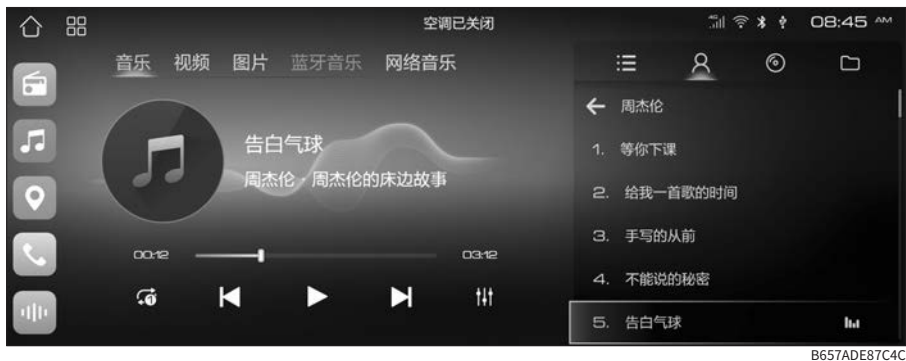 空调已关闭
4G
08:45 AM
音乐 视频 图片 蓝牙音乐 网络音乐
告白气球
周杰伦 · 周杰伦的床边故事
00:12
03:12
1
周杰伦
1. 等你下课
2. 给我一首歌的时间
3. 手写的从前
4. 不能说的秘密
5. 告白气球
B657ADE87C4C